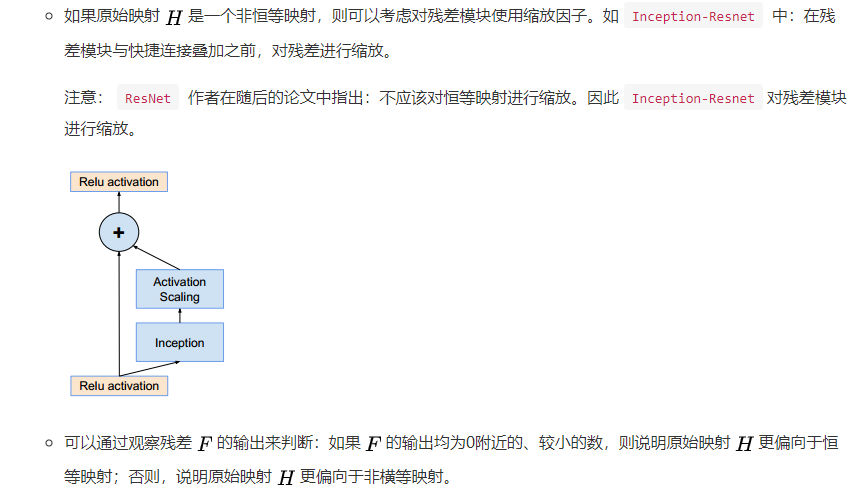 如果原始映射 H 是一个非恒等映射，则可以考虑对残差模块使用缩放因子。如 Inception-Resnet 中：在残
差模块与快捷连接叠加之前，对残差进行缩放。
注意： ResNet 作者在随后的论文中指出：不应该对恒等映射进行缩放。因此 Inception-Resnet 对残差模块
进行缩放。
Relu activation
+
Activation
Scaling
Inception
Relu activation
可以通过观察残差 F 的输出来判断：如果 F 的输出均为0附近的、较小的数，则说明原始映射 H 更偏向于恒
等映射；否则，说明原始映射 H 更偏向于非横等映射。